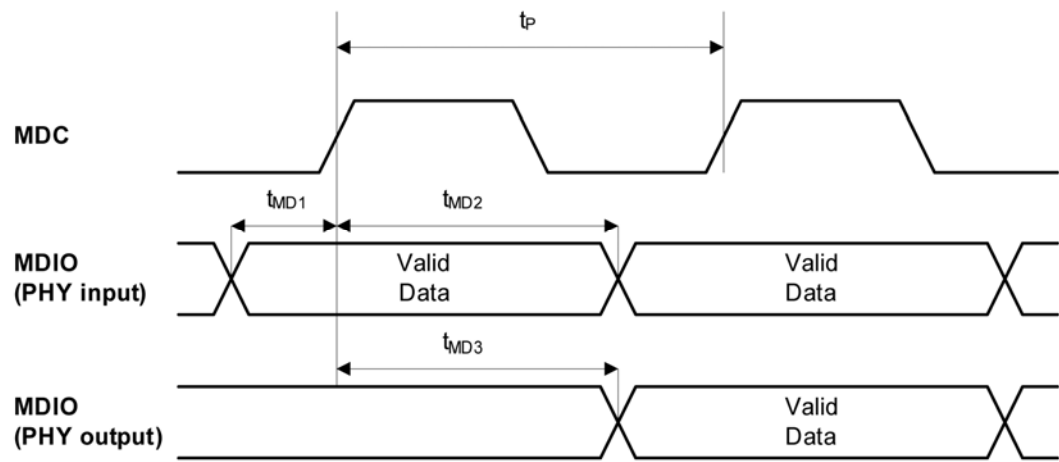 tP
MDC
tMD1
tMD2
MDIO
(PHY input)
Valid
Data
Valid
Data
tMD3
MDIO
(PHY output)
Valid
Data